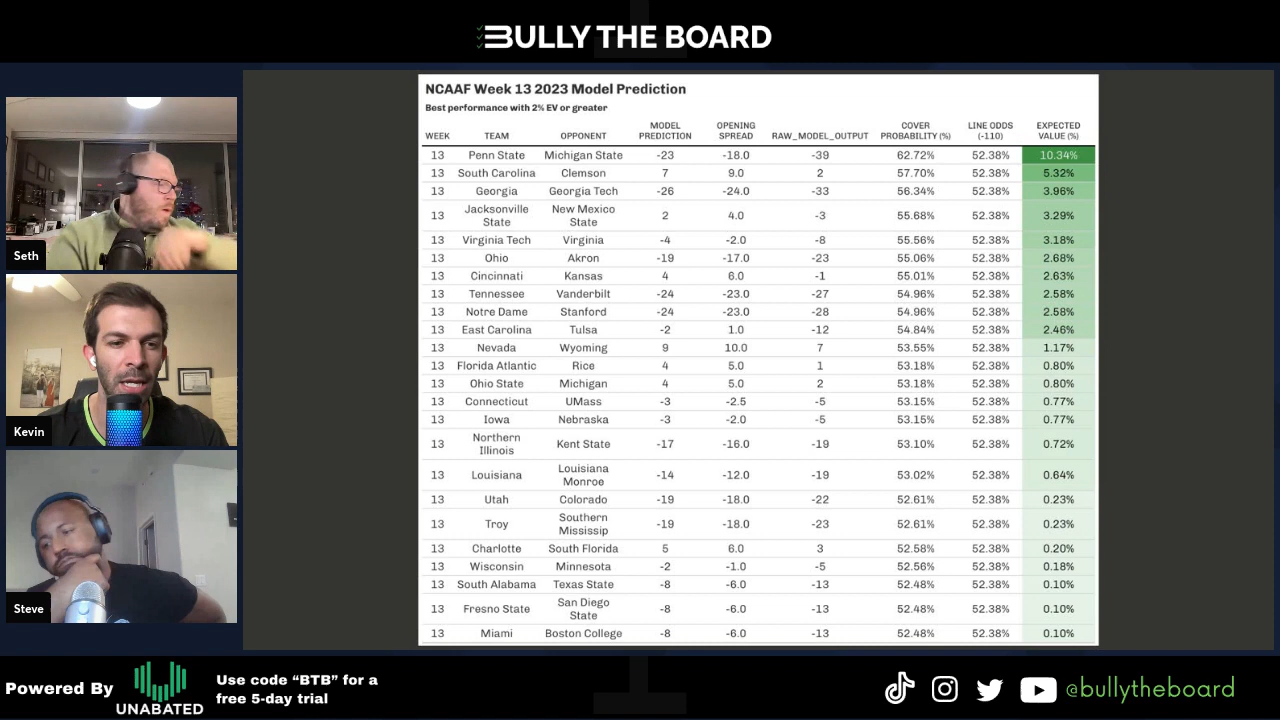 BULLY THE BOARD
NCAAF Week 13 2023 Model Prediction
Best performance with 2% EV or greater
WEEK TEAM OPPONENT MODEL PREDICTION OPENING SPREAD RAW_MODEL_OUTPUT COVER PROBABILITY (%) LINE ODDS (-110) EXPECTED VALUE (%)
13 Penn State Michigan State -23 -18.0 -39 62.72% 52.38% 10.34%
13 South Carolina Clemson 7 9.0 2 57.70% 52.38% 5.32%
13 Georgia Georgia Tech -26 -24.0 -33 56.34% 52.38% 3.96%
13 Jacksonville State New Mexico State 2 4.0 -3 55.68% 52.38% 3.29%
13 Virginia Tech Virginia -4 -2.0 -8 55.56% 52.38% 3.18%
13 Ohio Akron -19 -17.0 -23 55.06% 52.38% 2.68%
13 Cincinnati Kansas 4 6.0 -1 55.01% 52.38% 2.63%
13 Tennessee Vanderbilt -24 -23.0 -27 54.96% 52.38% 2.58%
13 Notre Dame Stanford -24 -23.0 -28 54.96% 52.38% 2.58%
13 East Carolina Tulsa -2 1.0 -12 54.84% 52.38% 2.46%
13 Nevada Wyoming 9 10.0 7 53.55% 52.38% 1.17%
13 Florida Atlantic Rice 4 5.0 1 53.18% 52.38% 0.80%
13 Ohio State Michigan 4 5.0 2 53.18% 52.38% 0.80%
13 Connecticut UMass -3 -2.5 -5 53.15% 52.38% 0.77%
13 Iowa Nebraska -3 -2.0 -5 53.15% 52.38% 0.77%
13 Northern Illinois Kent State -17 -16.0 -19 53.10% 52.38% 0.72%
13 Louisiana Louisiana Monroe -14 -12.0 -19 53.02% 52.38% 0.64%
13 Utah Colorado -19 -18.0 -22 52.61% 52.38% 0.23%
13 Troy Southern Mississip -19 -18.0 -23 52.61% 52.38% 0.23%
13 Charlotte South Florida 5 6.0 3 52.58% 52.38% 0.20%
13 Wisconsin Minnesota -2 -1.0 -5 52.56% 52.38% 0.18%
13 South Alabama Texas State -8 -6.0 -13 52.48% 52.38% 0.10%
13 Fresno State San Diego State -8 -6.0 -13 52.48% 52.38% 0.10%
13 Miami Boston College -8 -6.0 -13 52.48% 52.38% 0.10%
Seth
Kevin
Steve
Powered By
UNABATED
Use code “BTB” for a
free 5-day trial
@bullytheboard